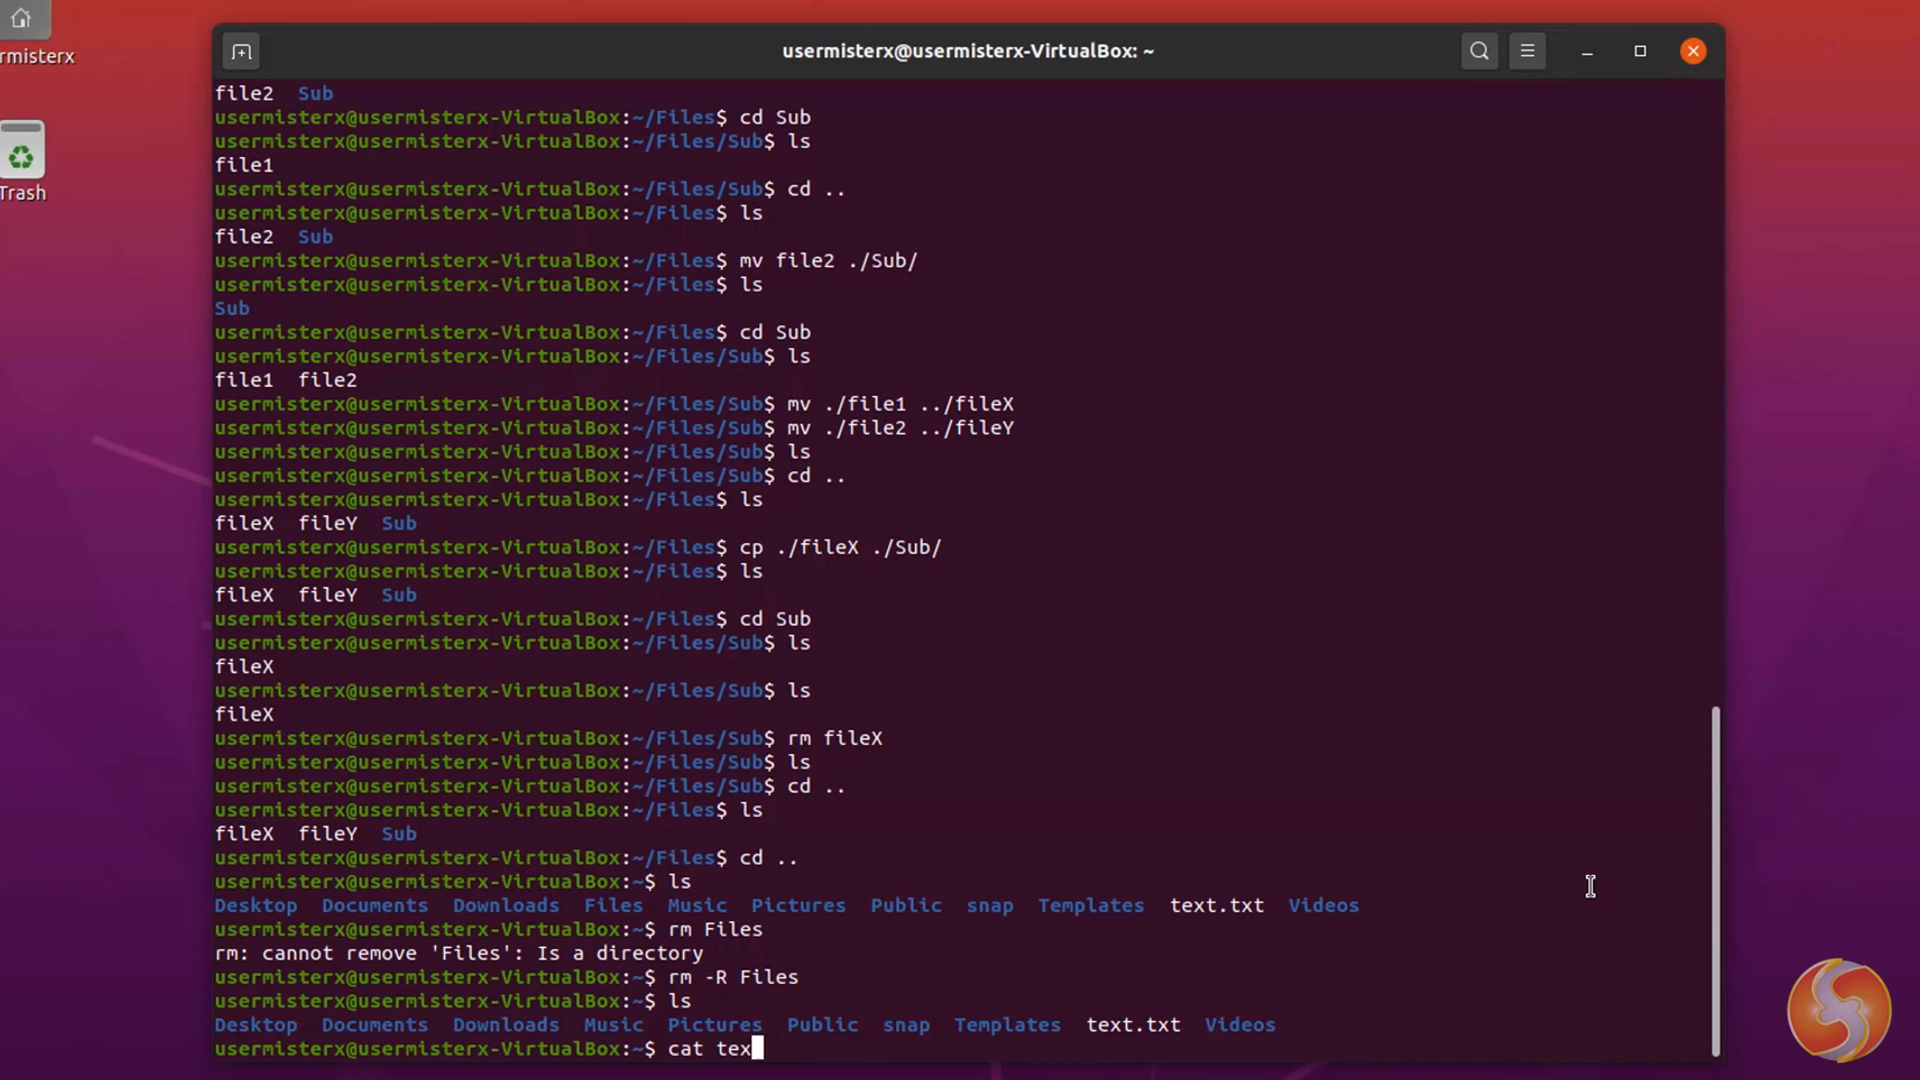 usermisterx@usermisterx-VirtualBox: ~
rmisterx
Trash
file2  Sub
usermisterx@usermisterx-VirtualBox:~/Files$ cd Sub
usermisterx@usermisterx-VirtualBox:~/Files/Sub$ ls
file1
usermisterx@usermisterx-VirtualBox:~/Files/Sub$ cd ..
usermisterx@usermisterx-VirtualBox:~/Files$ ls
file2  Sub
usermisterx@usermisterx-VirtualBox:~/Files$ mv file2 ./Sub/
usermisterx@usermisterx-VirtualBox:~/Files$ ls
Sub
usermisterx@usermisterx-VirtualBox:~/Files$ cd Sub
usermisterx@usermisterx-VirtualBox:~/Files/Sub$ ls
file1  file2
usermisterx@usermisterx-VirtualBox:~/Files/Sub$ mv ./file1 ../fileX
usermisterx@usermisterx-VirtualBox:~/Files/Sub$ mv ./file2 ../fileY
usermisterx@usermisterx-VirtualBox:~/Files/Sub$ ls
usermisterx@usermisterx-VirtualBox:~/Files/Sub$ cd ..
usermisterx@usermisterx-VirtualBox:~/Files$ ls
fileX  fileY  Sub
usermisterx@usermisterx-VirtualBox:~/Files$ cp ./fileX ./Sub/
usermisterx@usermisterx-VirtualBox:~/Files$ ls
fileX  fileY  Sub
usermisterx@usermisterx-VirtualBox:~/Files$ cd Sub
usermisterx@usermisterx-VirtualBox:~/Files/Sub$ ls
fileX
usermisterx@usermisterx-VirtualBox:~/Files/Sub$ ls
fileX
usermisterx@usermisterx-VirtualBox:~/Files/Sub$ rm fileX
usermisterx@usermisterx-VirtualBox:~/Files/Sub$ ls
usermisterx@usermisterx-VirtualBox:~/Files/Sub$ cd ..
usermisterx@usermisterx-VirtualBox:~/Files$ ls
fileX  fileY  Sub
usermisterx@usermisterx-VirtualBox:~/Files$ cd ..
usermisterx@usermisterx-VirtualBox:~$ ls
Desktop  Documents  Downloads  Files  Music  Pictures  Public  snap  Templates  text.txt  Videos
usermisterx@usermisterx-VirtualBox:~$ rm Files
rm: cannot remove 'Files': Is a directory
usermisterx@usermisterx-VirtualBox:~$ rm -R Files
usermisterx@usermisterx-VirtualBox:~$ ls
Desktop  Documents  Downloads  Music  Pictures  Public  snap  Templates  text.txt  Videos
usermisterx@usermisterx-VirtualBox:~$ cat tex